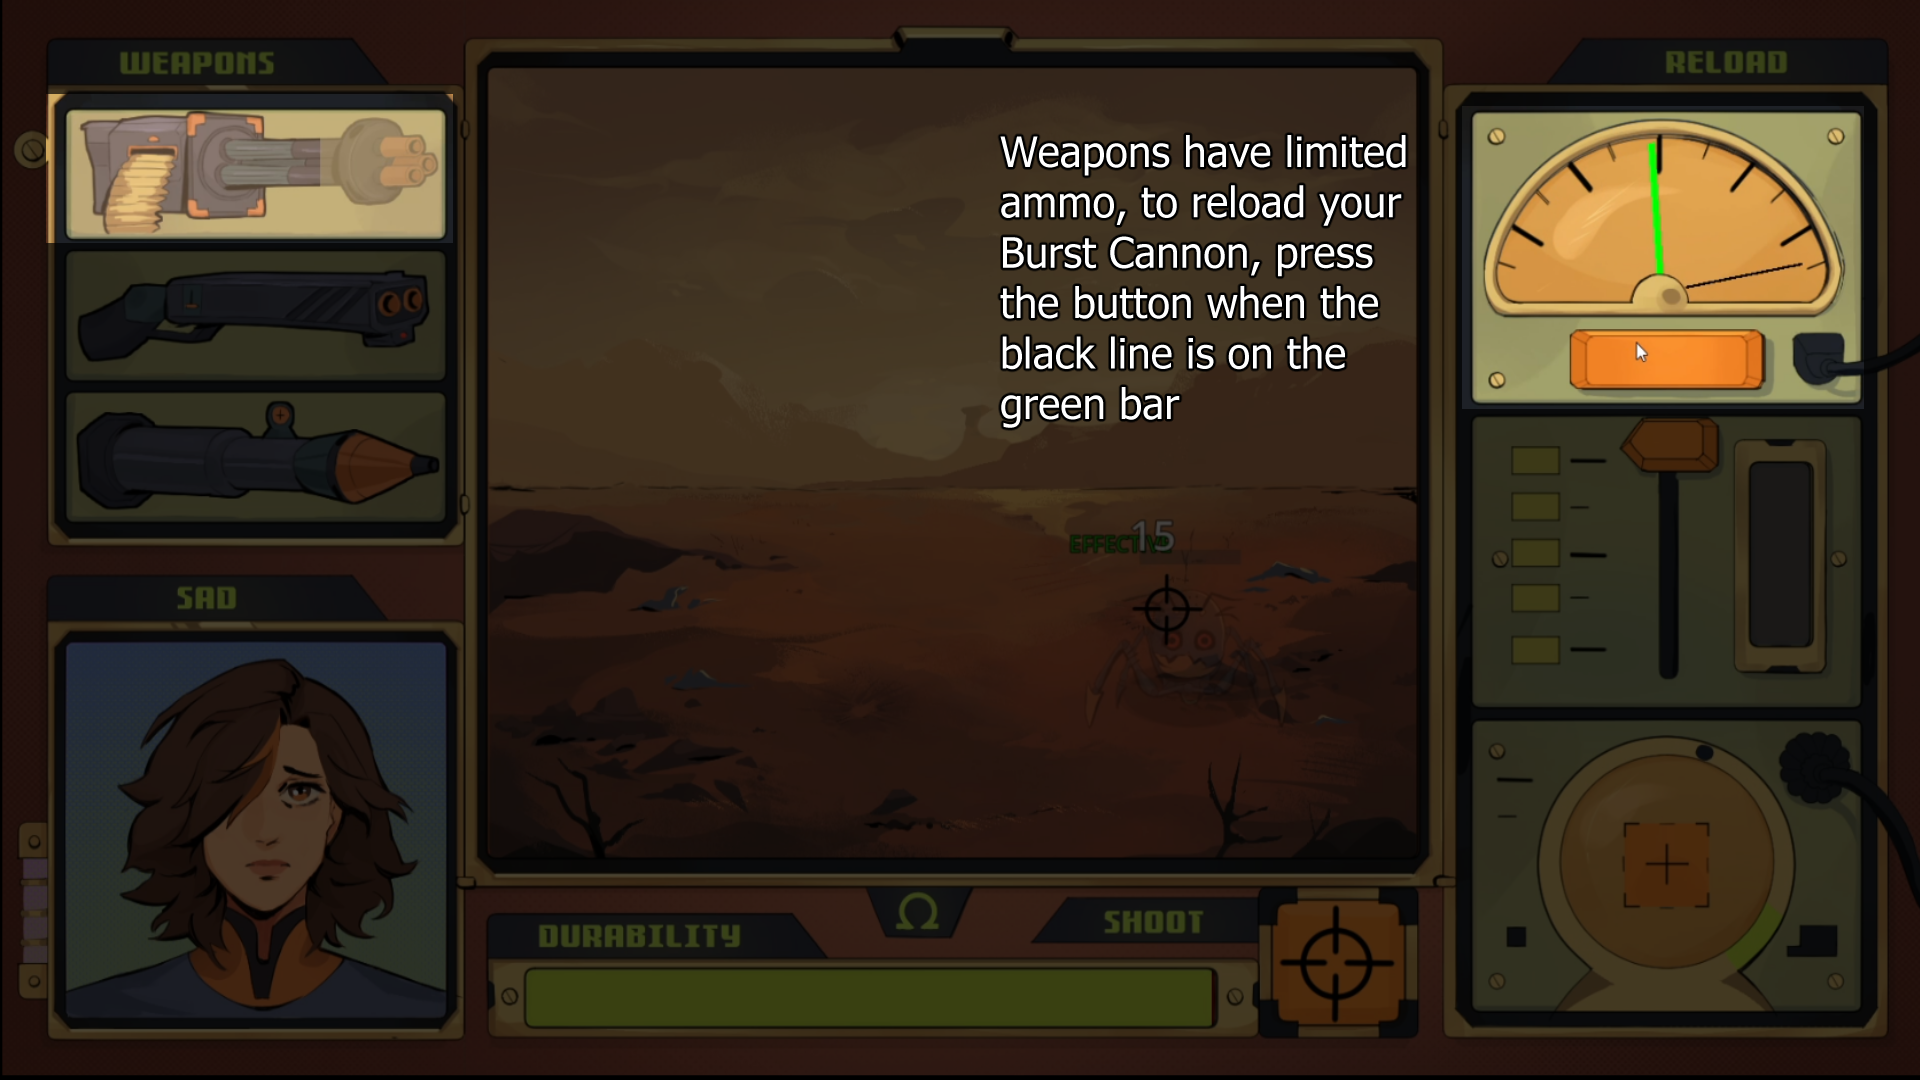 WEAPONS
RELOAD
Weapons have limited
ammo, to reload your
Burst Cannon, press
the button when the
black line is on the
green bar
15
EFFECTIVE
SAD
Ω
DURABILITY
SHOOT